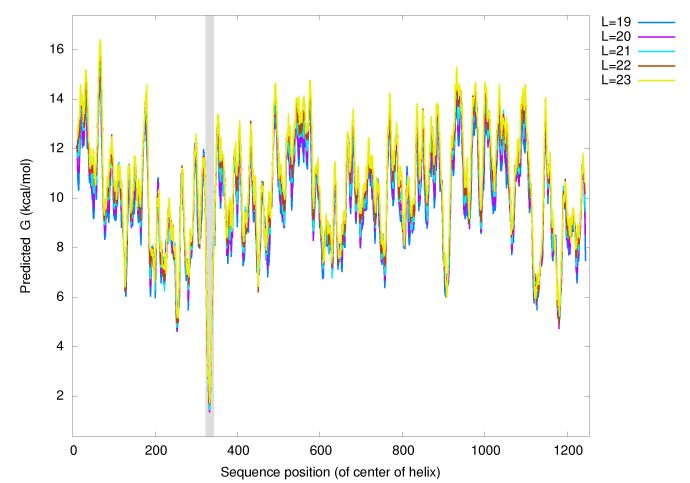 L=19
L=20
L=21
L=22
L=23
16
14
12
10
8
6
4
2
Predicted G (kcal/mol)
0 200 400 600 800 1000 1200
Sequence position (of center of helix)